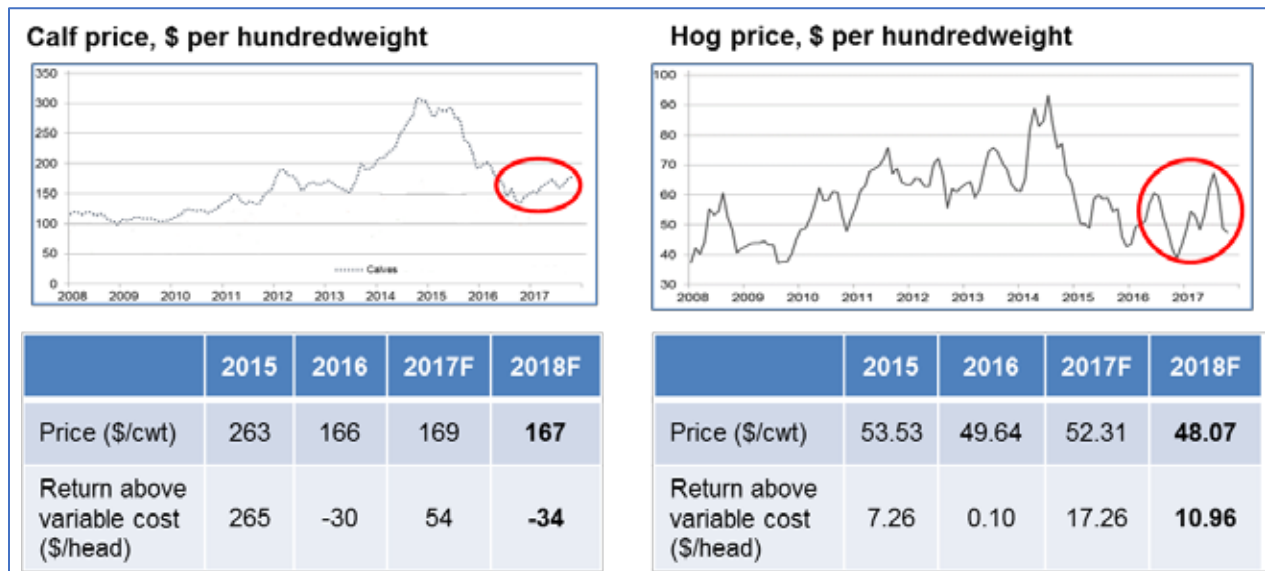 Calf price, $ per hundredweight
350
300
250
200
150
100
50
0
Calves
2008 2009 2010 2011 2012 2013 2014 2015 2016 2017
2015 2016 2017F 2018F
Price ($/cwt) 263 166 169 167
Return above
variable cost 265 -30 54 -34
($/head)
Hog price, $ per hundredweight
100
90
80
70
60
50
40
30
2008 2009 2010 2011 2012 2013 2014 2015 2016 2017
2015 2016 2017F 2018F
Price ($/cwt) 53.53 49.64 52.31 48.07
Return above
variable cost 7.26 0.10 17.26 10.96
($/head)